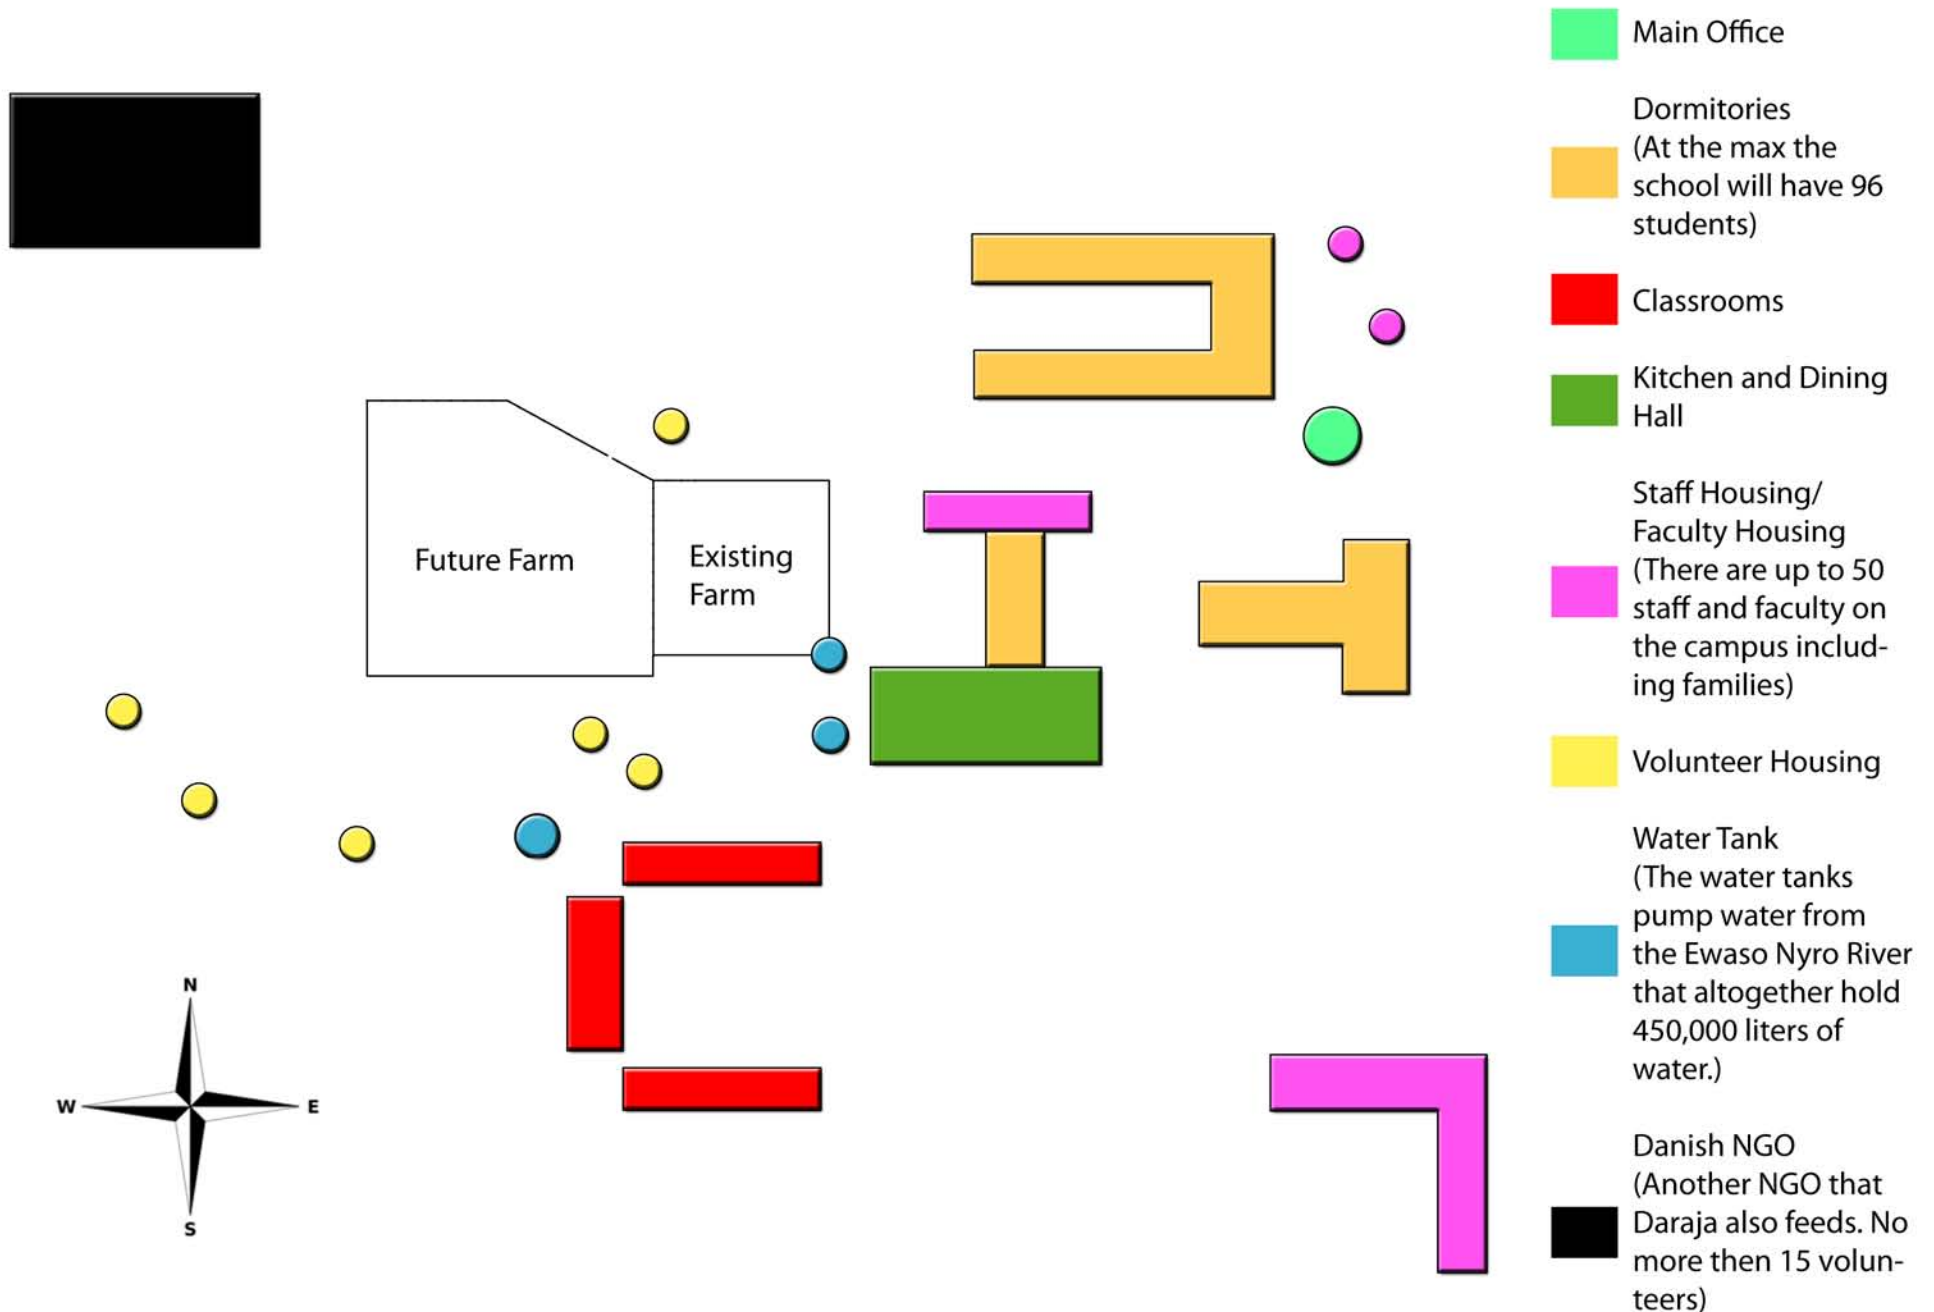 Main Office
Dormitories
(At the max the
school will have 96
students)
Classrooms
Kitchen and Dining
Hall
Staff Housing/
Faculty Housing
(There are up to 50
staff and faculty on
the campus includ-
ing families)
Volunteer Housing
Water Tank
(The water tanks
pump water from
the Ewaso Nyro River
that altogether hold
450,000 liters of
water.)
Danish NGO
(Another NGO that
Daraja also feeds. No
more then 15 volun-
teers)
Future Farm
Existing
Farm
N
W
E
S